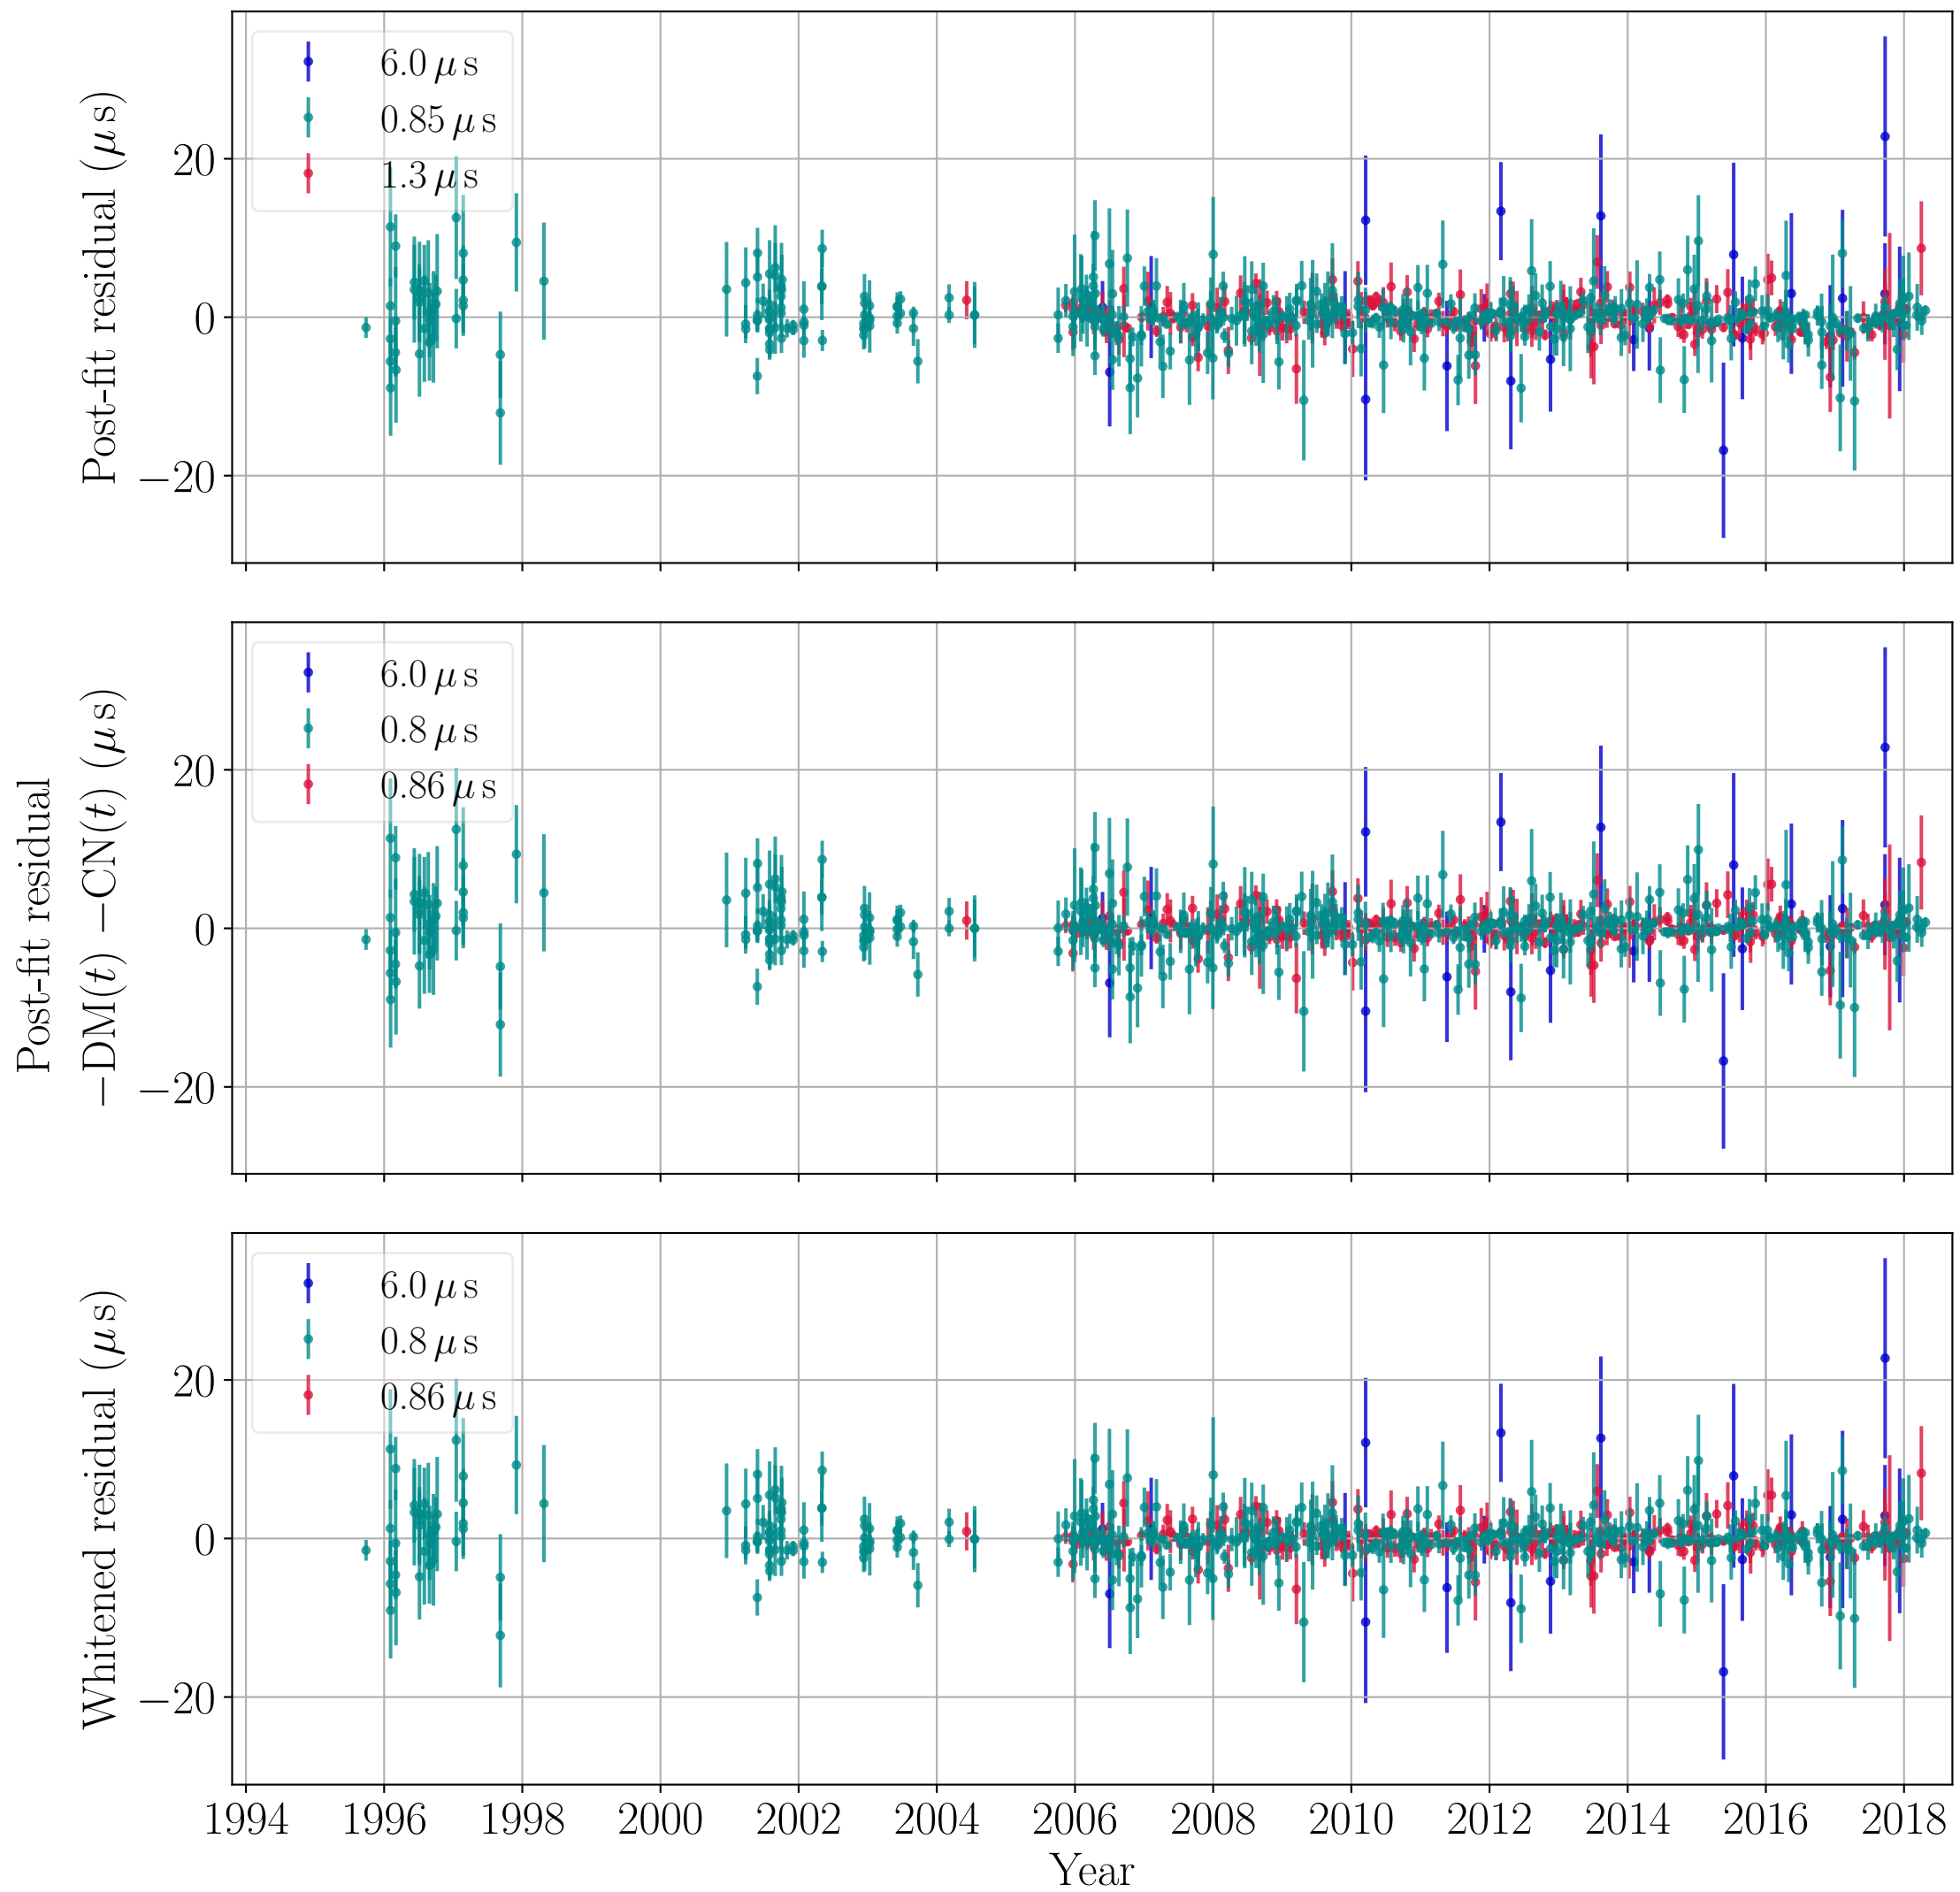 Post-fit residual (μs)
20
0
−20
6.0 μs
0.85 μs
1.3 μs
Post-fit residual
−DM(t) −CN(t) (μs)
20
0
−20
6.0 μs
0.8 μs
0.86 μs
Whitened residual (μs)
20
0
−20
6.0 μs
0.8 μs
0.86 μs
1994 1996 1998 2000 2002 2004 2006 2008 2010 2012 2014 2016 2018
Year